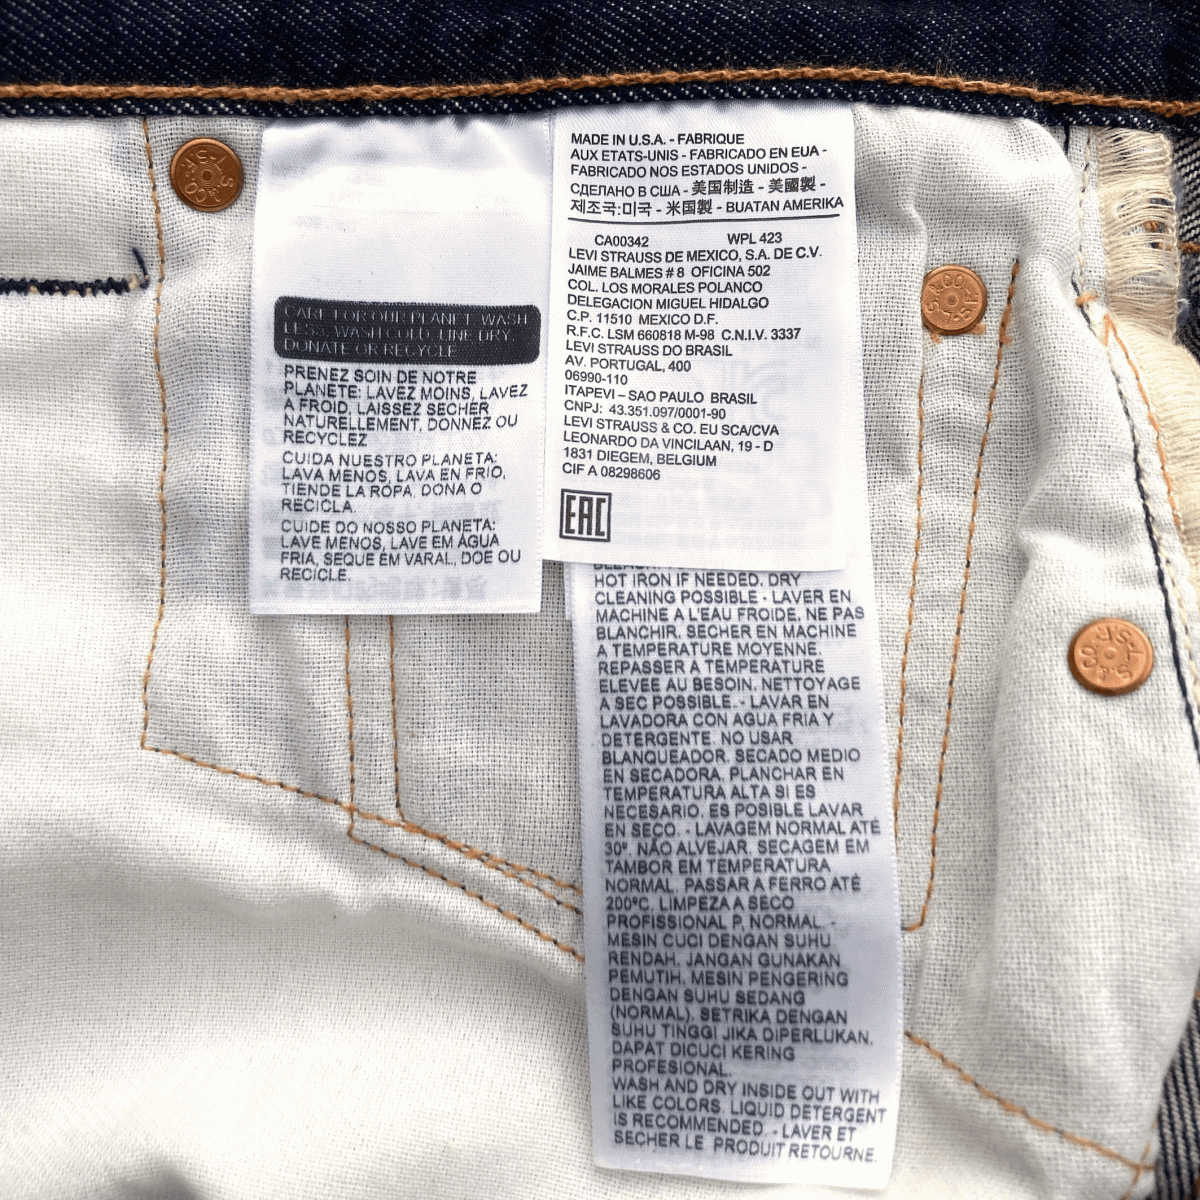 CARE FOR OUR PLANET: WASH
LESS, WASH COLD, LINE DRY,
DONATE OR RECYCLE
PRENEZ SOIN DE NOTRE
PLANETE: LAVEZ MOINS, LAVEZ
A FROID, LAISSEZ SECHER
NATURELLEMENT, DONNEZ OU
RECYCLEZ
CUIDA NUESTRO PLANETA:
LAVA MENOS, LAVA EN FRIO,
TIENDE LA ROPA, DONA O
RECICLA.
CUIDE DO NOSSO PLANETA:
LAVE MENOS, LAVE EM AGUA
FRIA, SEQUE EM VARAL, DOE OU
RECICLE.
MADE IN U.S.A. - FABRIQUE
AUX ETATS-UNIS - FABRICADO EN EUA -
FABRICADO NOS ESTADOS UNIDOS -
СДЕЛАНО В США - 美国制造 - 美國製 -
제조국:미국 - 米国製 - BUATAN AMERIKA
CA00342 WPL 423
LEVI STRAUSS DE MEXICO, S.A. DE C.V.
JAIME BALMES # 8 OFICINA 502
COL. LOS MORALES POLANCO
DELEGACION MIGUEL HIDALGO
C.P. 11510 MEXICO D.F.
R.F.C. LSM 660818 M-98 C.N.I.V. 3337
LEVI STRAUSS DO BRASIL
AV. PORTUGAL, 400
06990-110
ITAPEVI – SAO PAULO BRASIL
CNPJ: 43.351.097/0001-90
LEVI STRAUSS & CO. EU SCA/CVA
LEONARDO DA VINCILAAN, 19 - D
1831 DIEGEM, BELGIUM
CIF A 08298606
EAC
HOT IRON IF NEEDED. DRY
CLEANING POSSIBLE - LAVER EN
MACHINE A L'EAU FROIDE. NE PAS
BLANCHIR. SECHER EN MACHINE
A TEMPERATURE MOYENNE.
REPASSER A TEMPERATURE
ELEVEE AU BESOIN. NETTOYAGE
A SEC POSSIBLE. - LAVAR EN
LAVADORA CON AGUA FRIA Y
DETERGENTE. NO USAR
BLANQUEADOR. SECADO MEDIO
EN SECADORA. PLANCHAR EN
TEMPERATURA ALTA SI ES
NECESARIO. ES POSIBLE LAVAR
EN SECO. - LAVAGEM NORMAL ATÉ
30º. NÃO ALVEJAR. SECAGEM EM
TAMBOR EM TEMPERATURA
NORMAL. PASSAR A FERRO ATÉ
200ºC. LIMPEZA A SECO
PROFISSIONAL P, NORMAL. -
MESIN CUCI DENGAN SUHU
RENDAH. JANGAN GUNAKAN
PEMUTIH. MESIN PENGERING
DENGAN SUHU SEDANG
(NORMAL). SETRIKA DENGAN
SUHU TINGGI JIKA DIPERLUKAN.
DAPAT DICUCI KERING
PROFESIONAL.
WASH AND DRY INSIDE OUT WITH
LIKE COLORS. LIQUID DETERGENT
IS RECOMMENDED. - LAVER ET
SECHER LE PRODUIT RETOURNE.